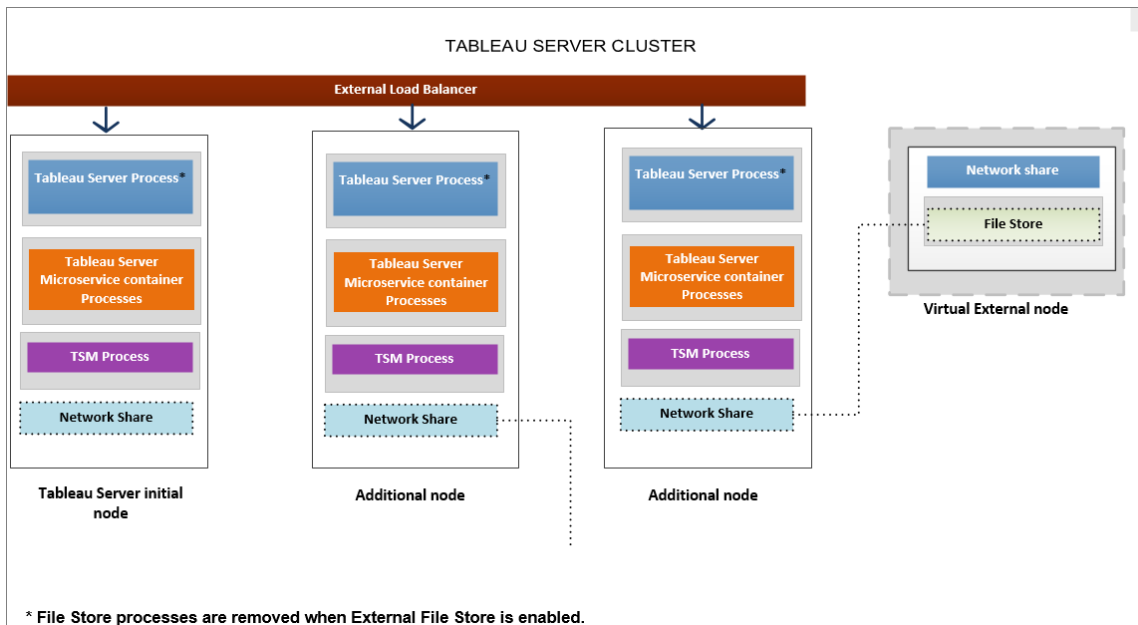 TABLEAU SERVER CLUSTER
External Load Balancer
Tableau Server Process*
Tableau Server
Microservice container
Processes
TSM Process
Network Share
Tableau Server initial
node
Tableau Server Process*
Tableau Server
Microservice container
Processes
TSM Process
Network Share
Additional node
Tableau Server Process*
Tableau Server
Microservice container
Processes
TSM Process
Network Share
Additional node
Network share
File Store
Virtual External node
* File Store processes are removed when External File Store is enabled.